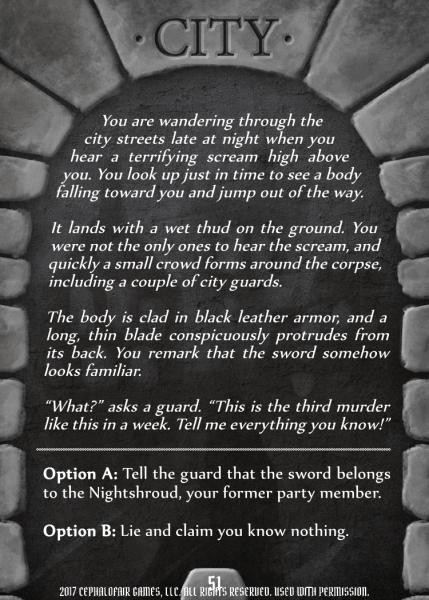 · CITY ·
You are wandering through the
city streets late at night when you
hear a terrifying scream high above
you. You look up just in time to see a body
falling toward you and jump out of the way.
It lands with a wet thud on the ground. You
were not the only ones to hear the scream, and
quickly a small crowd forms around the corpse,
including a couple of city guards.
The body is clad in black leather armor, and a
long, thin blade conspicuously protrudes from
its back. You remark that the sword somehow
looks familiar.
“What?” asks a guard. “This is the third murder
like this in a week. Tell me everything you know!”
Option A: Tell the guard that the sword belongs
to the Nightshroud, your former party member.
Option B: Lie and claim you know nothing.
51
2017 CEPHALOFAIR GAMES, LLC. ALL RIGHTS RESERVED. USED WITH PERMISSION.